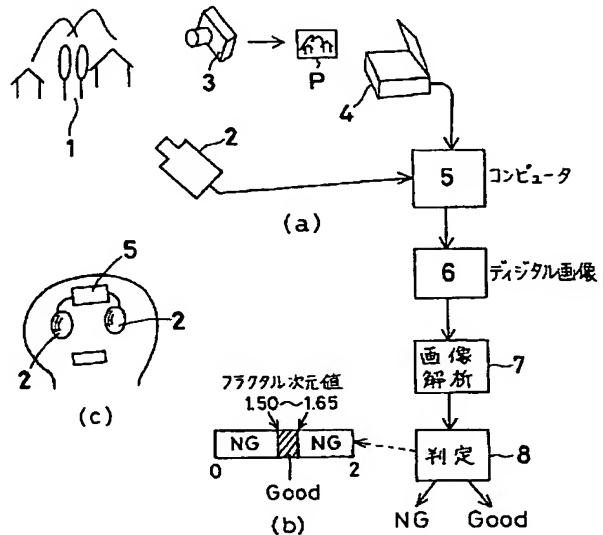 1
3
P
4
2
(a)
5 コンピュータ
6 ディジタル画像
5
2
2
(c)
画像
解析
7
フラクタル次元値
1.50～1.65
NG
NG
0
2
Good
(b)
判定
8
NG
Good